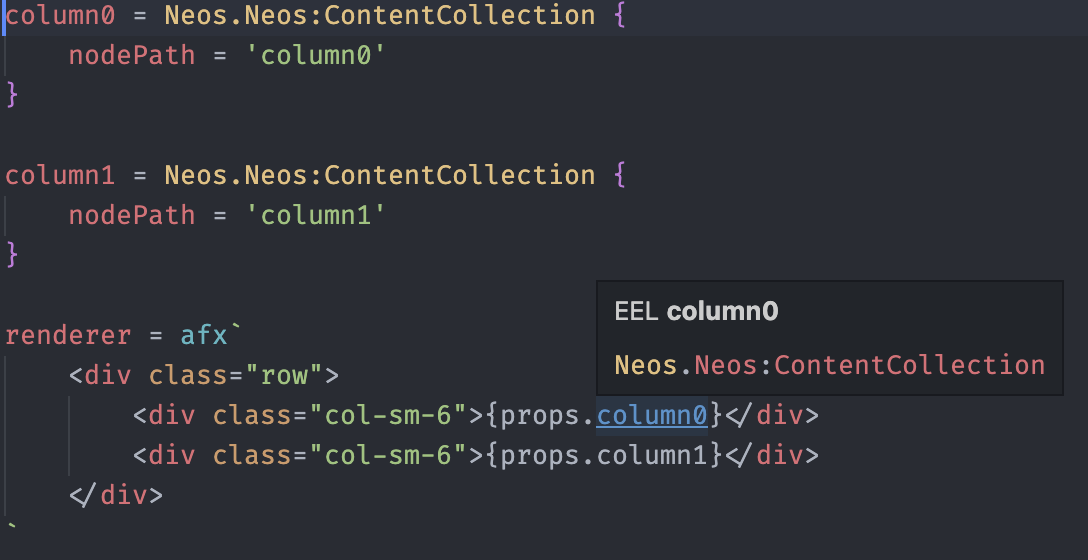 column0 = Neos.Neos:ContentCollection {
    nodePath = 'column0'
}

column1 = Neos.Neos:ContentCollection {
    nodePath = 'column1'
}

EEL column0
Neos.Neos:ContentCollection
renderer = afx`
    <div class="row">
        <div class="col-sm-6">{props.column0}</div>
        <div class="col-sm-6">{props.column1}</div>
    </div>
`